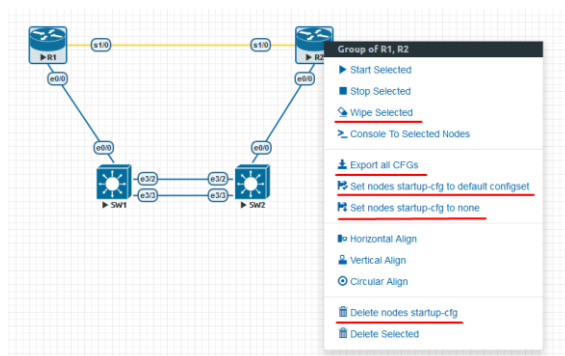 s1/0
s1/0
R1
R2
e0/0
e0/0
e0/0
e0/0
e3/2
e3/2
e3/3
e3/3
SW1
SW2
Group of R1, R2
Start Selected
Stop Selected
Wipe Selected
Console To Selected Nodes
Export all CFGs
Set nodes startup-cfg to default configset
Set nodes startup-cfg to none
Horizontal Align
Vertical Align
Circular Align
Delete nodes startup-cfg
Delete Selected